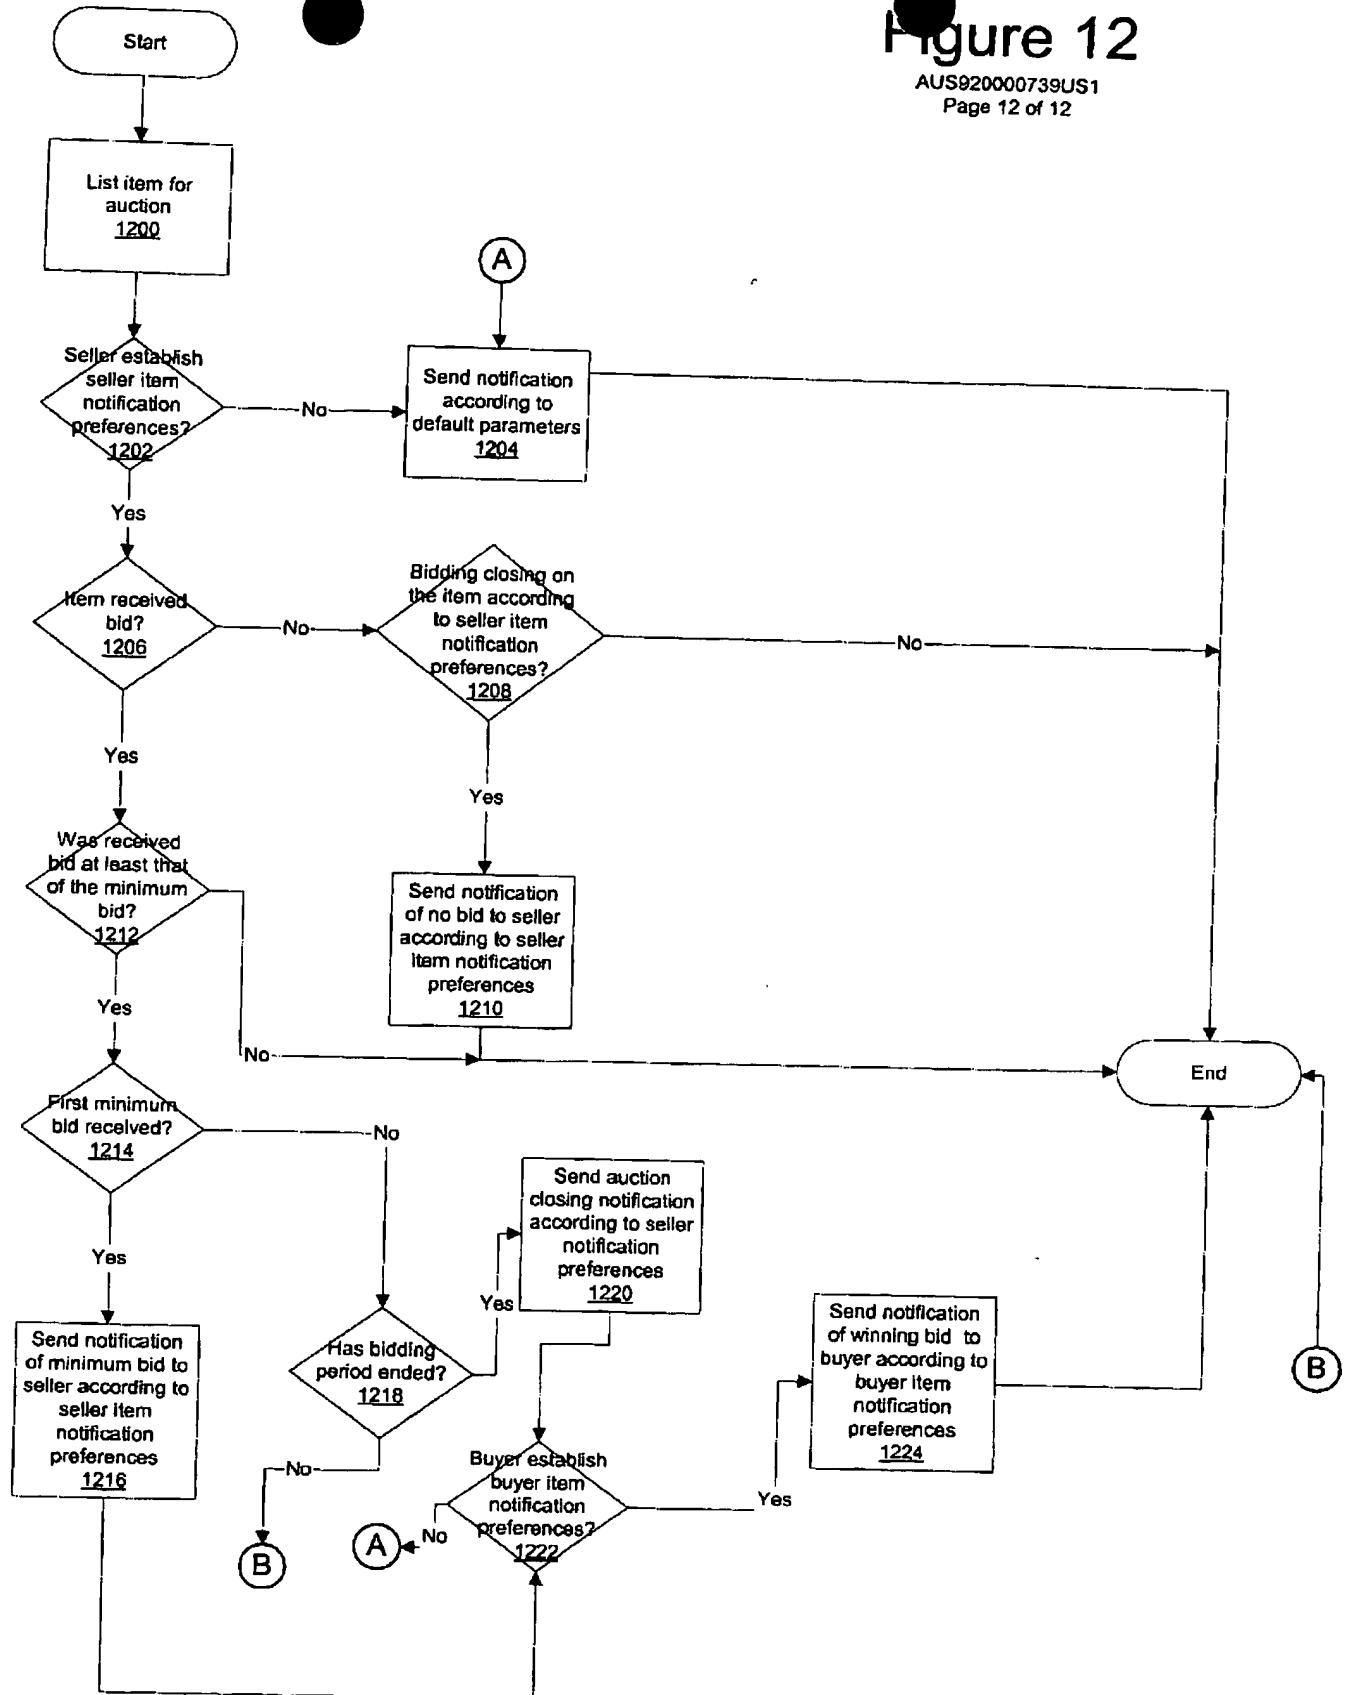 Figure 12
AUS920000739US1
Page 12 of 12
Start
List item for
auction
1200
A
Seller establish
seller item
notification
preferences?
1202
No
Send notification
according to
default parameters
1204
Yes
Item received
bid?
1206
No
Bidding closing on
the item according
to seller item
notification
preferences?
1208
No
Yes
Yes
Was received
bid at least that
of the minimum
bid?
1212
Send notification
of no bid to seller
according to seller
item notification
preferences
1210
Yes
No
End
First minimum
bid received?
1214
No
Send auction
closing notification
according to seller
notification
preferences
1220
Yes
Yes
Send notification
of minimum bid to
seller according to
seller item
notification
preferences
1216
Has bidding
period ended?
1218
Send notification
of winning bid to
buyer according to
buyer item
notification
preferences
1224
B
No
Buyer establish
buyer item
notification
preferences?
1222
Yes
No
A
B